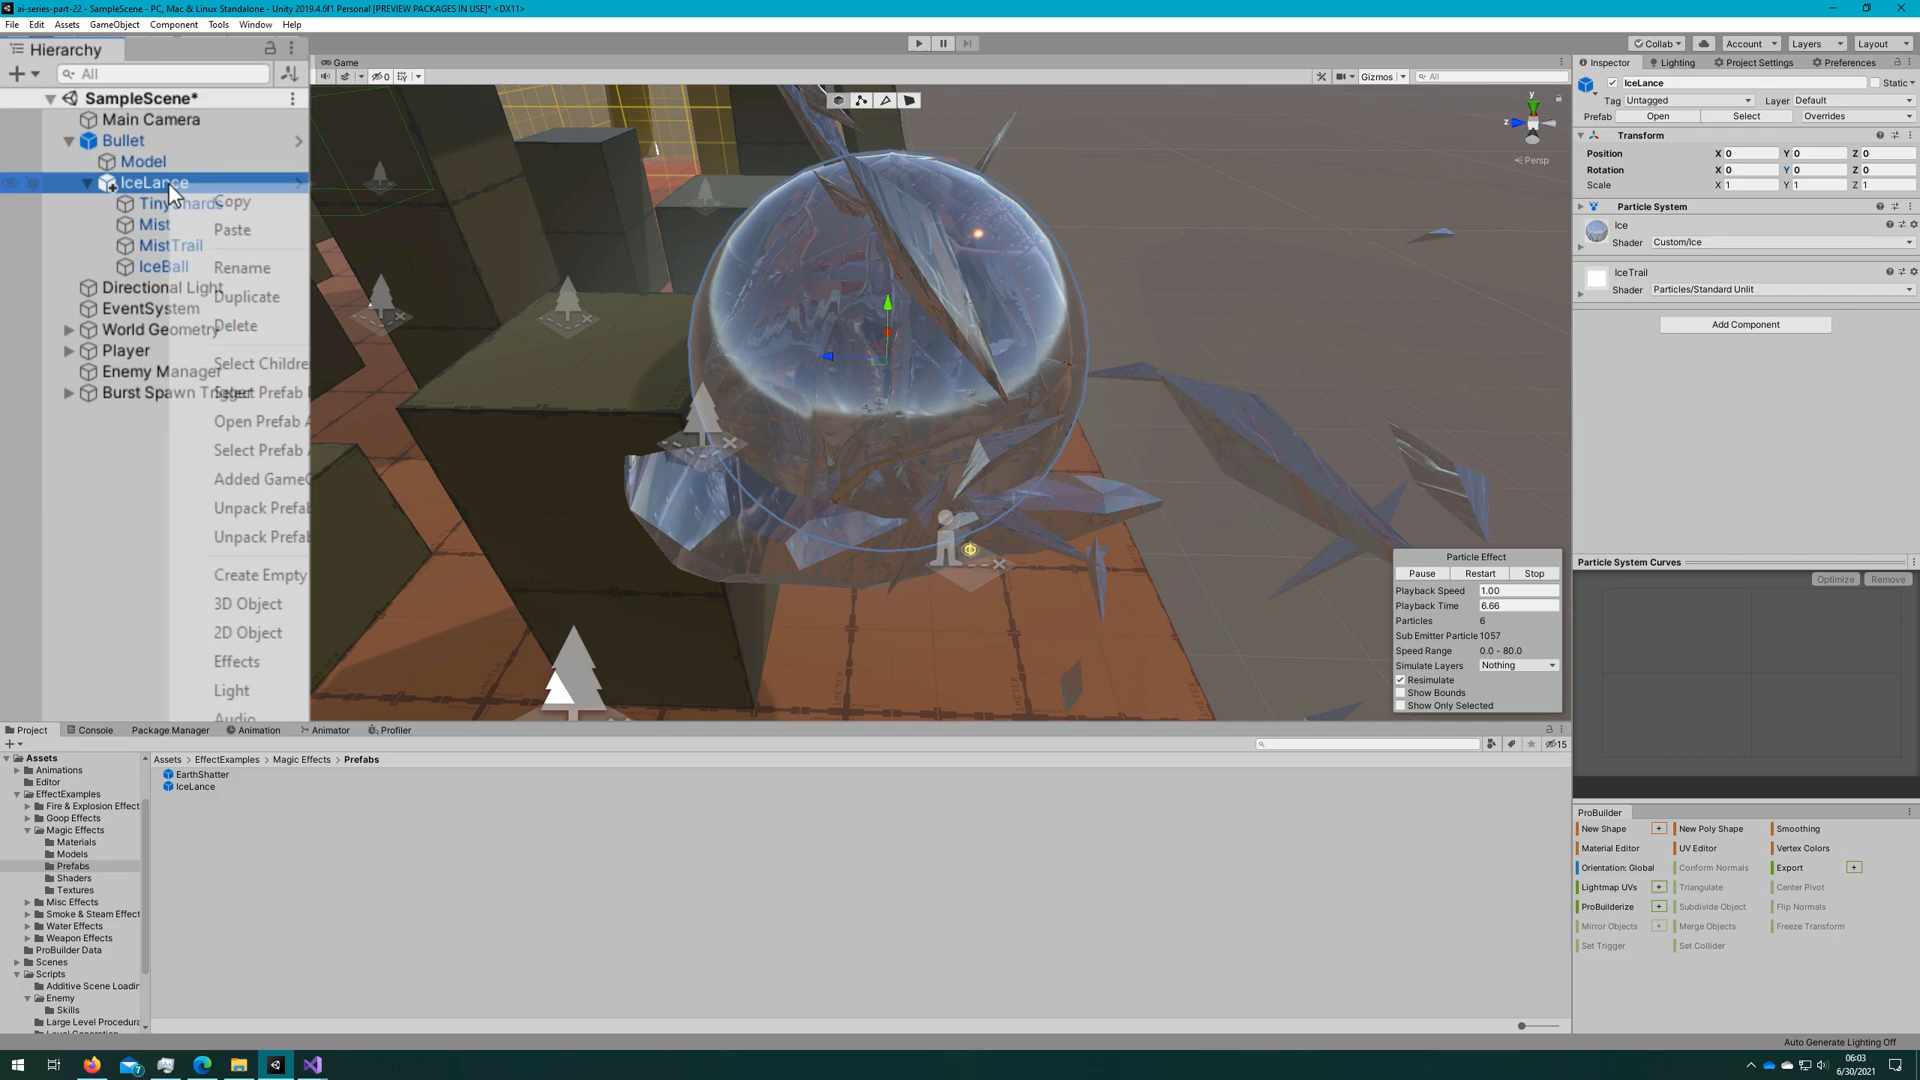 ai-series-part-22 - SampleScene - PC, Mac & Linux Standalone - Unity 2019.4.6f1 Personal [PREVIEW PACKAGES IN USE]* <DX11>
File Edit Assets GameObject Component Tools Window Help
Collab Account Layers Layout
Hierarchy
All
SampleScene*
Main Camera
Bullet
Model
IceLance
Mist
MistTrail
IceBall
Directional Light
EventSystem
World Geometry
Player
Enemy Manager
Burst Spawn Trigger
Copy
Paste
Rename
Duplicate
Delete
Select Childre
Select Prefab
Open Prefab A
Select Prefab A
Added GameO
Unpack Prefab
Unpack Prefab
Create Empty
3D Object
2D Object
Effects
Light
Audio
Game
0
Gizmos All
y
z
Persp
Particle Effect
Pause Restart Stop
Playback Speed 1.00
Playback Time 6.66
Particles 6
Sub Emitter Particle 1057
Speed Range 0.0 - 80.0
Simulate Layers Nothing
Resimulate
Show Bounds
Show Only Selected
Inspector Lighting Project Settings Preferences
IceLance Static
Tag Untagged Layer Default
Prefab Open Select Overrides
Transform
Position X 0 Y 0 Z 0
Rotation X 0 Y 0 Z 0
Scale X 1 Y 1 Z 1
Particle System
Ice
Shader Custom/Ice
IceTrail
Shader Particles/Standard Unlit
Add Component
Particle System Curves
Optimize Remove
Project Console Package Manager Animation Animator Profiler
15
Assets
Animations
Editor
EffectExamples
Fire & Explosion Effect
Goop Effects
Magic Effects
Materials
Models
Prefabs
Shaders
Textures
Misc Effects
Smoke & Steam Effect
Water Effects
Weapon Effects
ProBuilder Data
Scenes
Scripts
Additive Scene Loadin
Enemy
Skills
Large Level Procedura
Assets EffectExamples Magic Effects Prefabs
EarthShatter
IceLance
ProBuilder
New Shape + New Poly Shape Smoothing
Material Editor UV Editor Vertex Colors
Orientation: Global Conform Normals Export +
Lightmap UVs + Triangulate Center Pivot
ProBuilderize + Subdivide Object Flip Normals
Mirror Objects + Merge Objects Freeze Transform
Set Trigger Set Collider
Auto Generate Lighting Off
7
06:03
6/30/2021